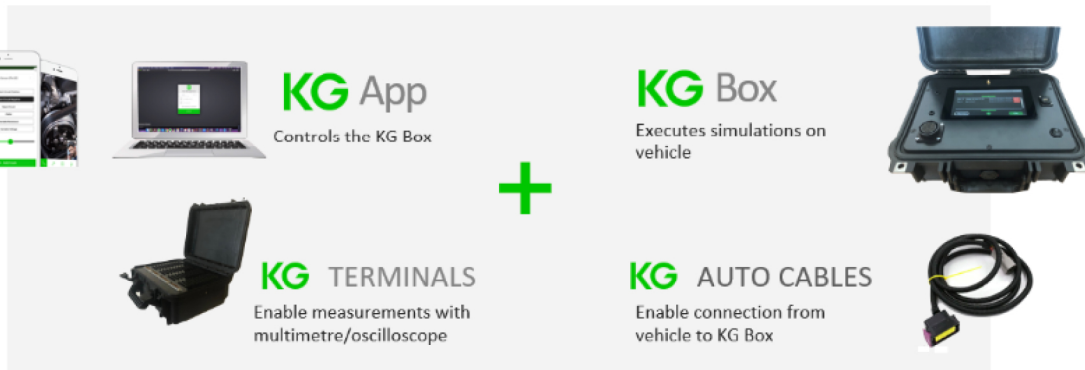 KG App
Controls the KG Box
KG Box
Executes simulations on
vehicle
+
KG TERMINALS
Enable measurements with
multimetre/oscilloscope
KG AUTO CABLES
Enable connection from
vehicle to KG Box